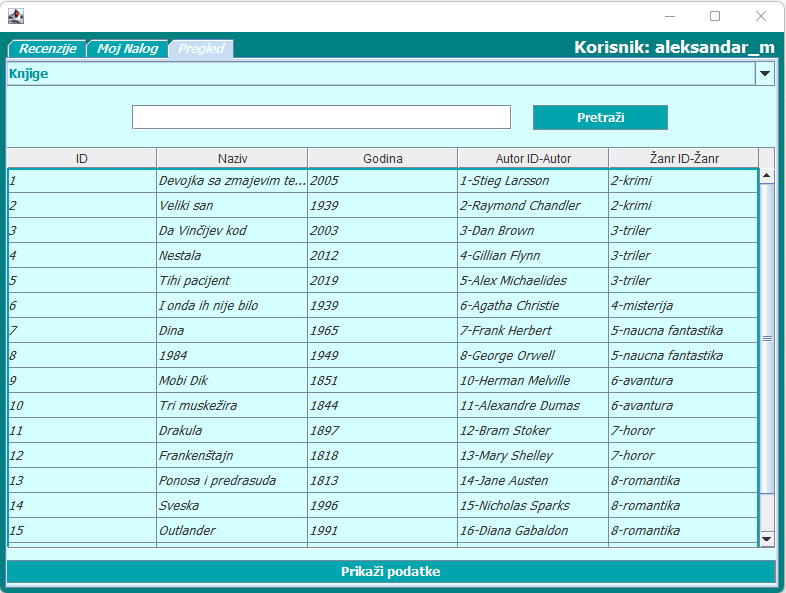 Recenzije Moj Nalog Pregled Korisnik: aleksandar_m
Knjige
Pretraži
ID Naziv Godina Autor ID-Autor Žanr ID-Žanr
1 Devojka sa zmajevim te... 2005 1-Stieg Larsson 2-krimi
2 Veliki san 1939 2-Raymond Chandler 2-krimi
3 Da Vinčijev kod 2003 3-Dan Brown 3-triler
4 Nestala 2012 4-Gillian Flynn 3-triler
5 Tihi pacijent 2019 5-Alex Michaelides 3-triler
6 I onda ih nije bilo 1939 6-Agatha Christie 4-misterija
7 Dina 1965 7-Frank Herbert 5-naucna fantastika
8 1984 1949 8-George Orwell 5-naucna fantastika
9 Mobi Dik 1851 10-Herman Melville 6-avantura
10 Tri muskežira 1844 11-Alexandre Dumas 6-avantura
11 Drakula 1897 12-Bram Stoker 7-horor
12 Frankenštajn 1818 13-Mary Shelley 7-horor
13 Ponosa i predrasuda 1813 14-Jane Austen 8-romantika
14 Sveska 1996 15-Nicholas Sparks 8-romantika
15 Outlander 1991 16-Diana Gabaldon 8-romantika
Prikaži podatke